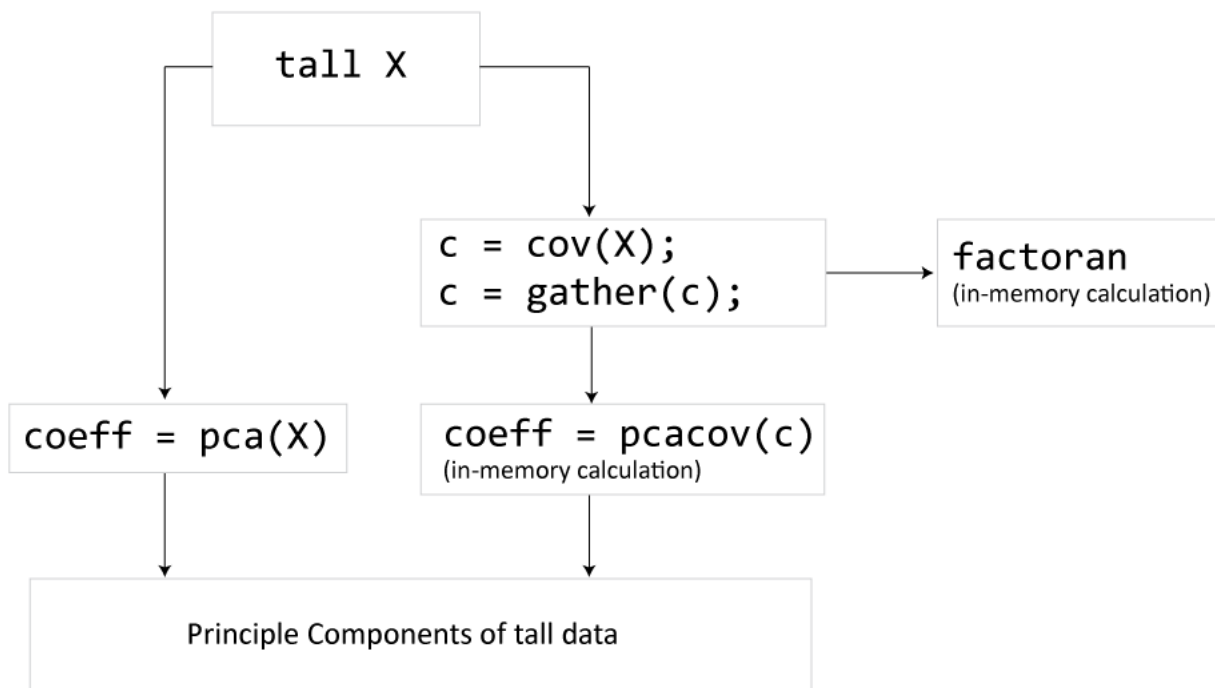 tall X
c = cov(X);
c = gather(c);
factoran
(in-memory calculation)
coeff = pca(X)
coeff = pcacov(c)
(in-memory calculation)
Principle Components of tall data